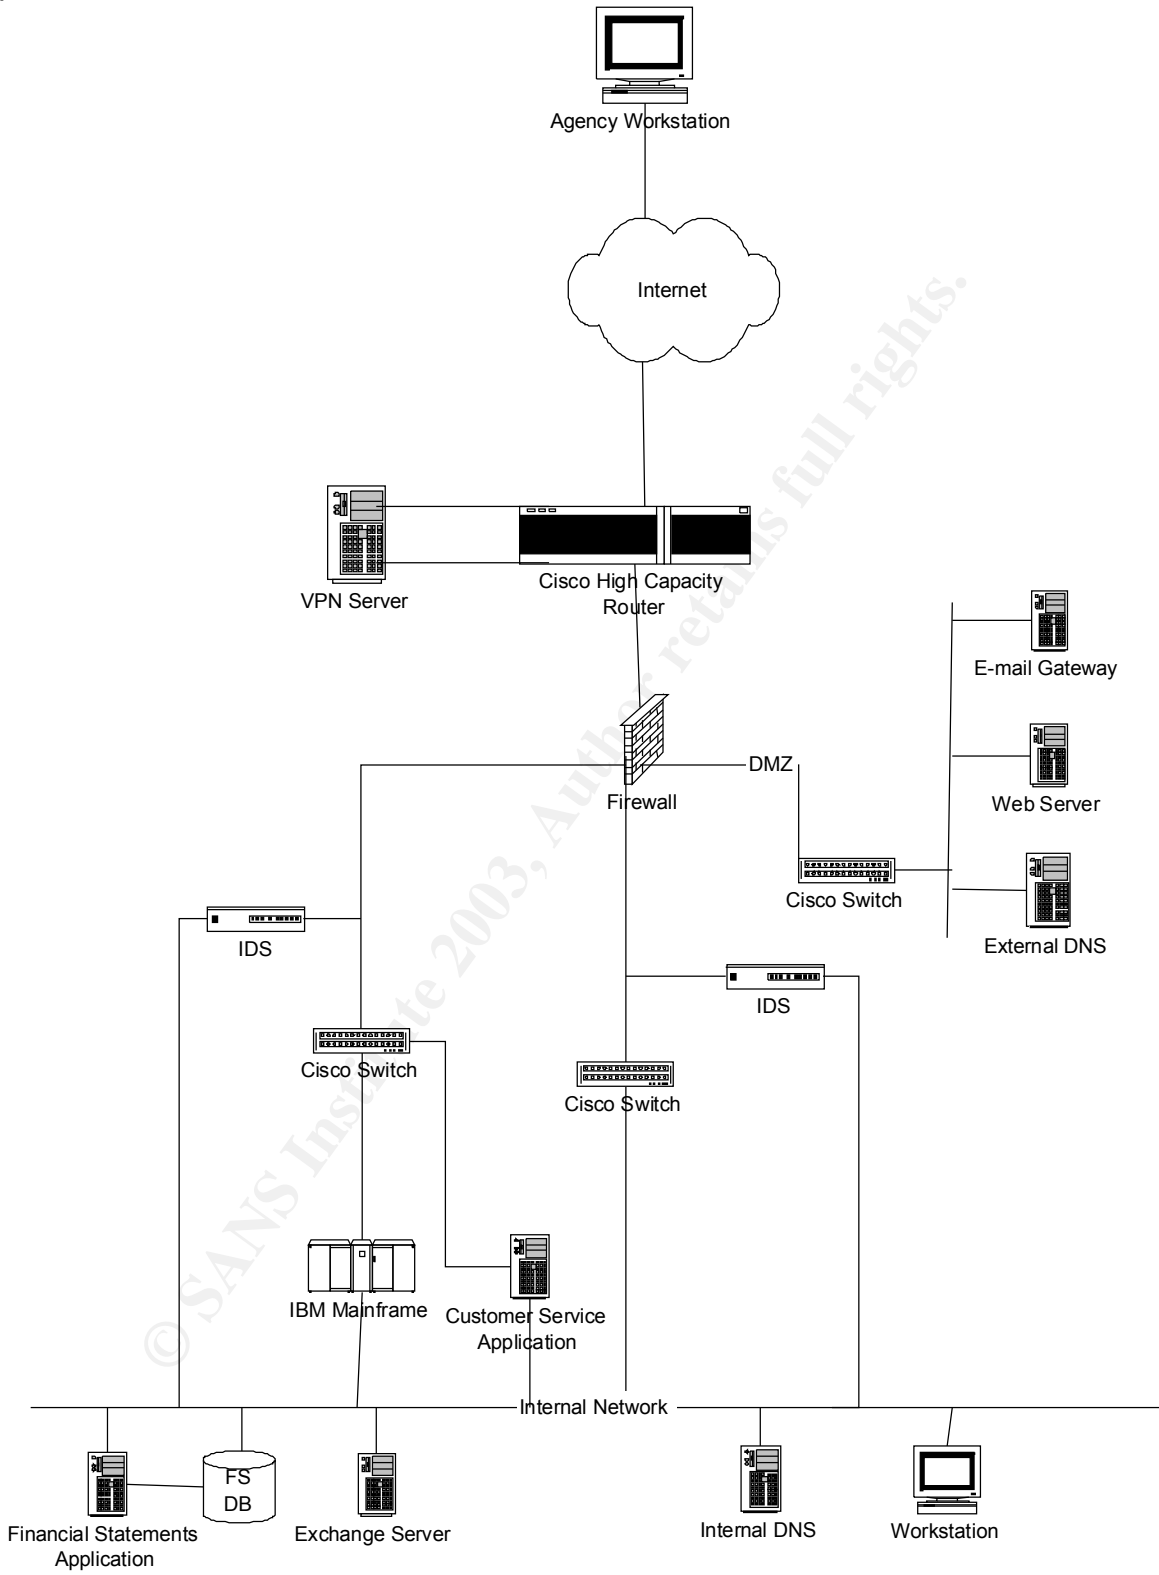 Agency Workstation
Internet
VPN Server
Cisco High Capacity
Router
E-mail Gateway
DMZ
Web Server
Firewall
Cisco Switch
External DNS
IDS
IDS
Cisco Switch
Cisco Switch
IBM Mainframe
Customer Service
Application
Internal Network
FS
DB
Financial Statements
Application
Exchange Server
Internal DNS
Workstation
© SANS Institute 2003, Author retains full rights.